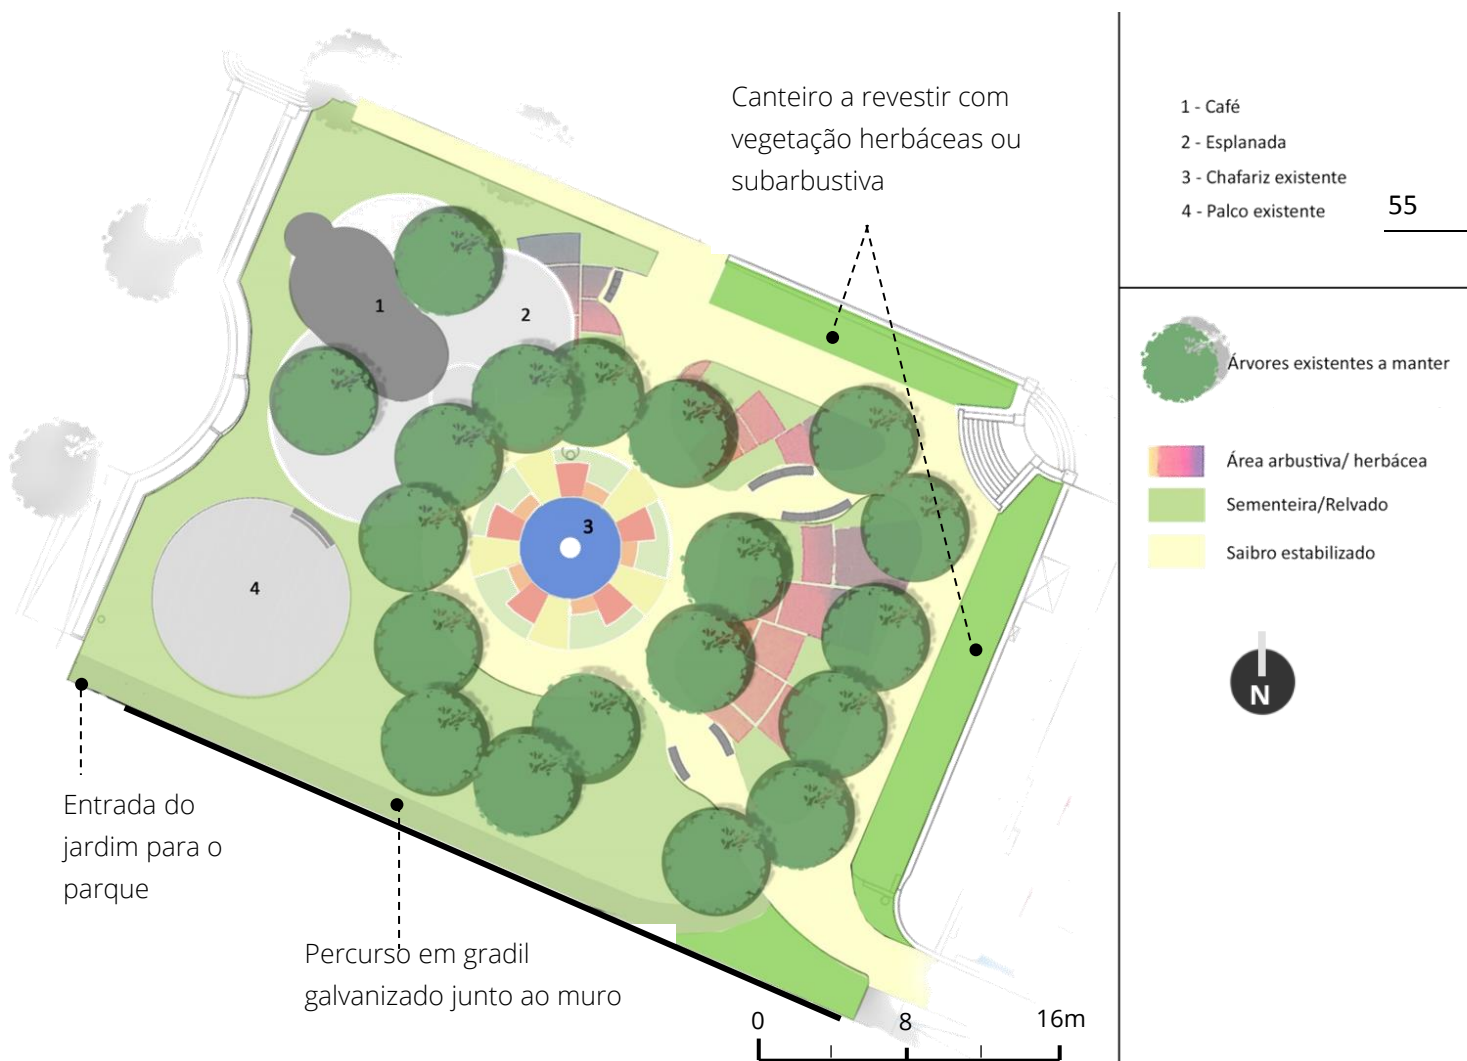 Canteiro a revestir com
vegetação herbáceas ou
subarbustiva
1 - Café
2 - Esplanada
3 - Chafariz existente
4 - Palco existente
55
1
2
3
4
Árvores existentes a manter
Área arbustiva/ herbácea
Sementeira/Relvado
Saibro estabilizado
N
Entrada do
jardim para o
parque
Percurso em gradil
galvanizado junto ao muro
0 8 16m